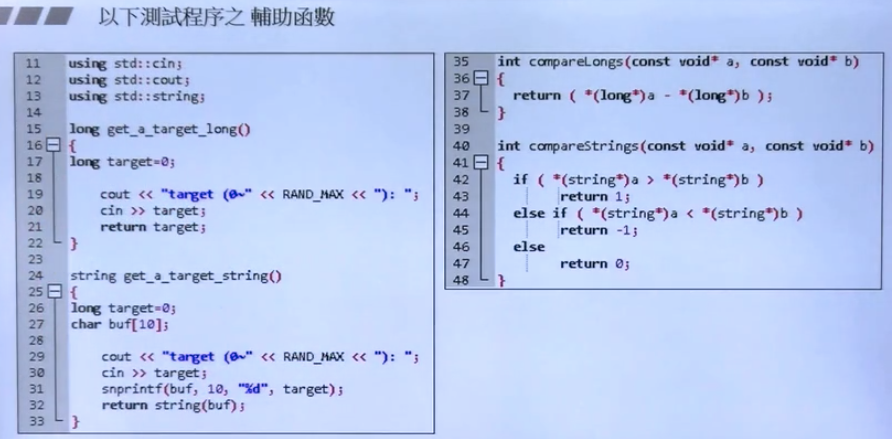 以下測試程序之 輔助函數
11 using std::cin;
12 using std::cout;
13 using std::string;
14
15 long get_a_target_long()
16 {
17 long target=0;
18
19     cout << "target (0~" << RAND_MAX << "): ";
20     cin >> target;
21     return target;
22 }
23
24 string get_a_target_string()
25 {
26 long target=0;
27 char buf[10];
28
29     cout << "target (0~" << RAND_MAX << "): ";
30     cin >> target;
31     snprintf(buf, 10, "%d", target);
32     return string(buf);
33 }
35 int compareLongs(const void* a, const void* b)
36 {
37   return ( *(long*)a - *(long*)b );
38 }
39
40 int compareStrings(const void* a, const void* b)
41 {
42   if ( *(string*)a > *(string*)b )
43         return 1;
44   else if ( *(string*)a < *(string*)b )
45         return -1;
46   else
47         return 0;
48 }